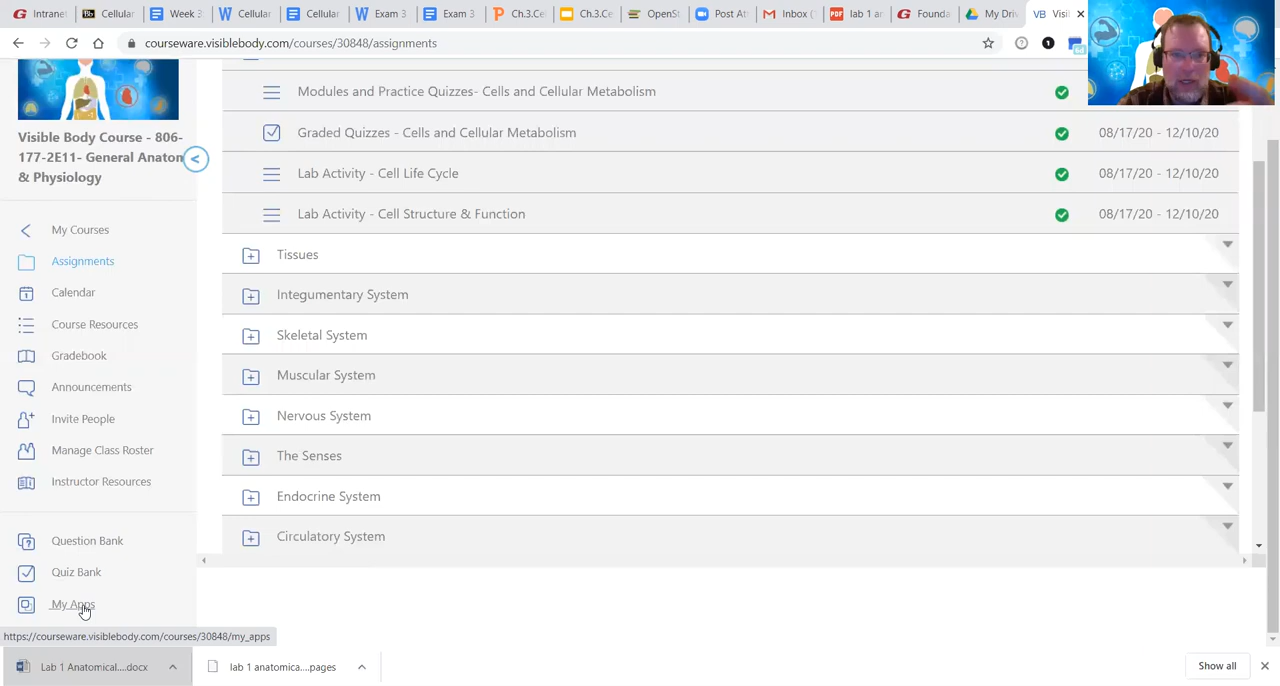 Intranet
Bb
Cellular
Week 3
Cellular
Cellular
Exam 3
Exam 3
Ch.3.Ce
Ch.3.Ce
OpenSt
Post At
Inbox (
lab 1 an
Founda
My Driv
VB
Visi
courseware.visiblebody.com/courses/30848/assignments
Visible Body Course - 806-
177-2E11- General Anatom
& Physiology
<
My Courses
Assignments
Calendar
Course Resources
Gradebook
Announcements
Invite People
Manage Class Roster
Instructor Resources
Question Bank
Quiz Bank
My Apps
Modules and Practice Quizzes- Cells and Cellular Metabolism
Graded Quizzes - Cells and Cellular Metabolism 08/17/20 - 12/10/20
Lab Activity - Cell Life Cycle 08/17/20 - 12/10/20
Lab Activity - Cell Structure & Function 08/17/20 - 12/10/20
Tissues
Integumentary System
Skeletal System
Muscular System
Nervous System
The Senses
Endocrine System
Circulatory System
https://courseware.visiblebody.com/courses/30848/my_apps
Lab 1 Anatomical....docx
lab 1 anatomica....pages
Show all